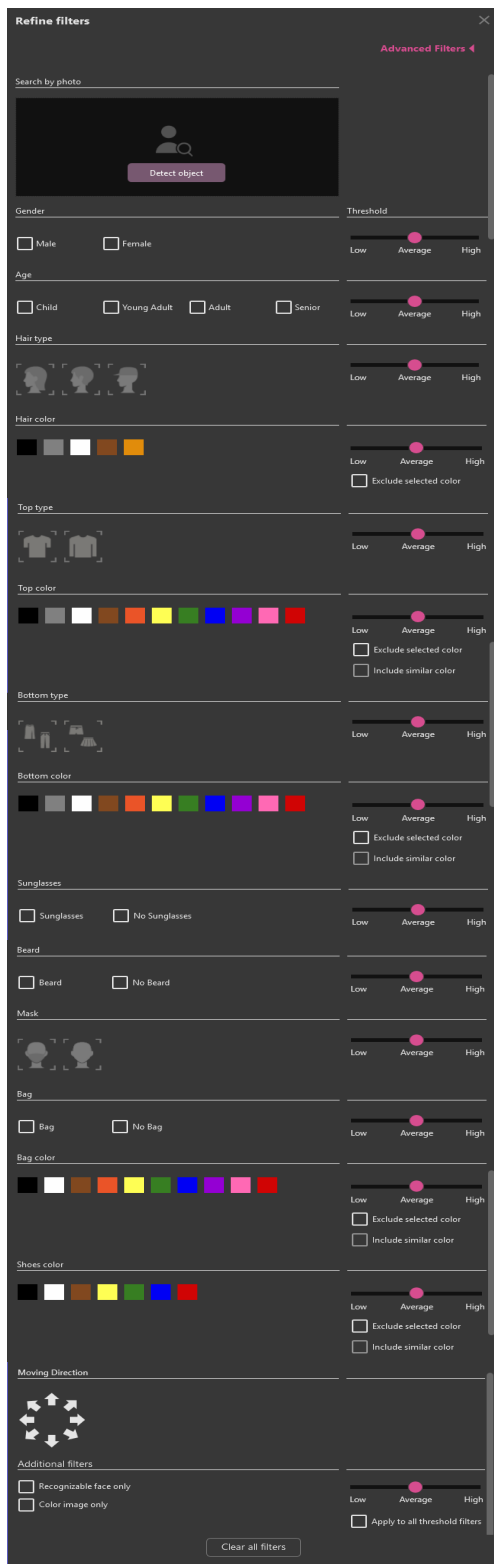 Refine filters
Advanced Filters
Search by photo
Detect object
Gender Threshold
Male Female
Low Average High
Age
Child Young Adult Adult Senior
Low Average High
Hair type
Low Average High
Hair color
Low Average High
Exclude selected color
Top type
Low Average High
Top color
Low Average High
Exclude selected color
Include similar color
Bottom type
Low Average High
Bottom color
Low Average High
Exclude selected color
Include similar color
Sunglasses
Sunglasses No Sunglasses
Low Average High
Beard
Beard No Beard
Low Average High
Mask
Low Average High
Bag
Bag No Bag
Low Average High
Bag color
Low Average High
Exclude selected color
Include similar color
Shoes color
Low Average High
Exclude selected color
Include similar color
Moving Direction
Additional filters
Recognizable face only
Low Average High
Color image only
Apply to all threshold filters
Clear all filters